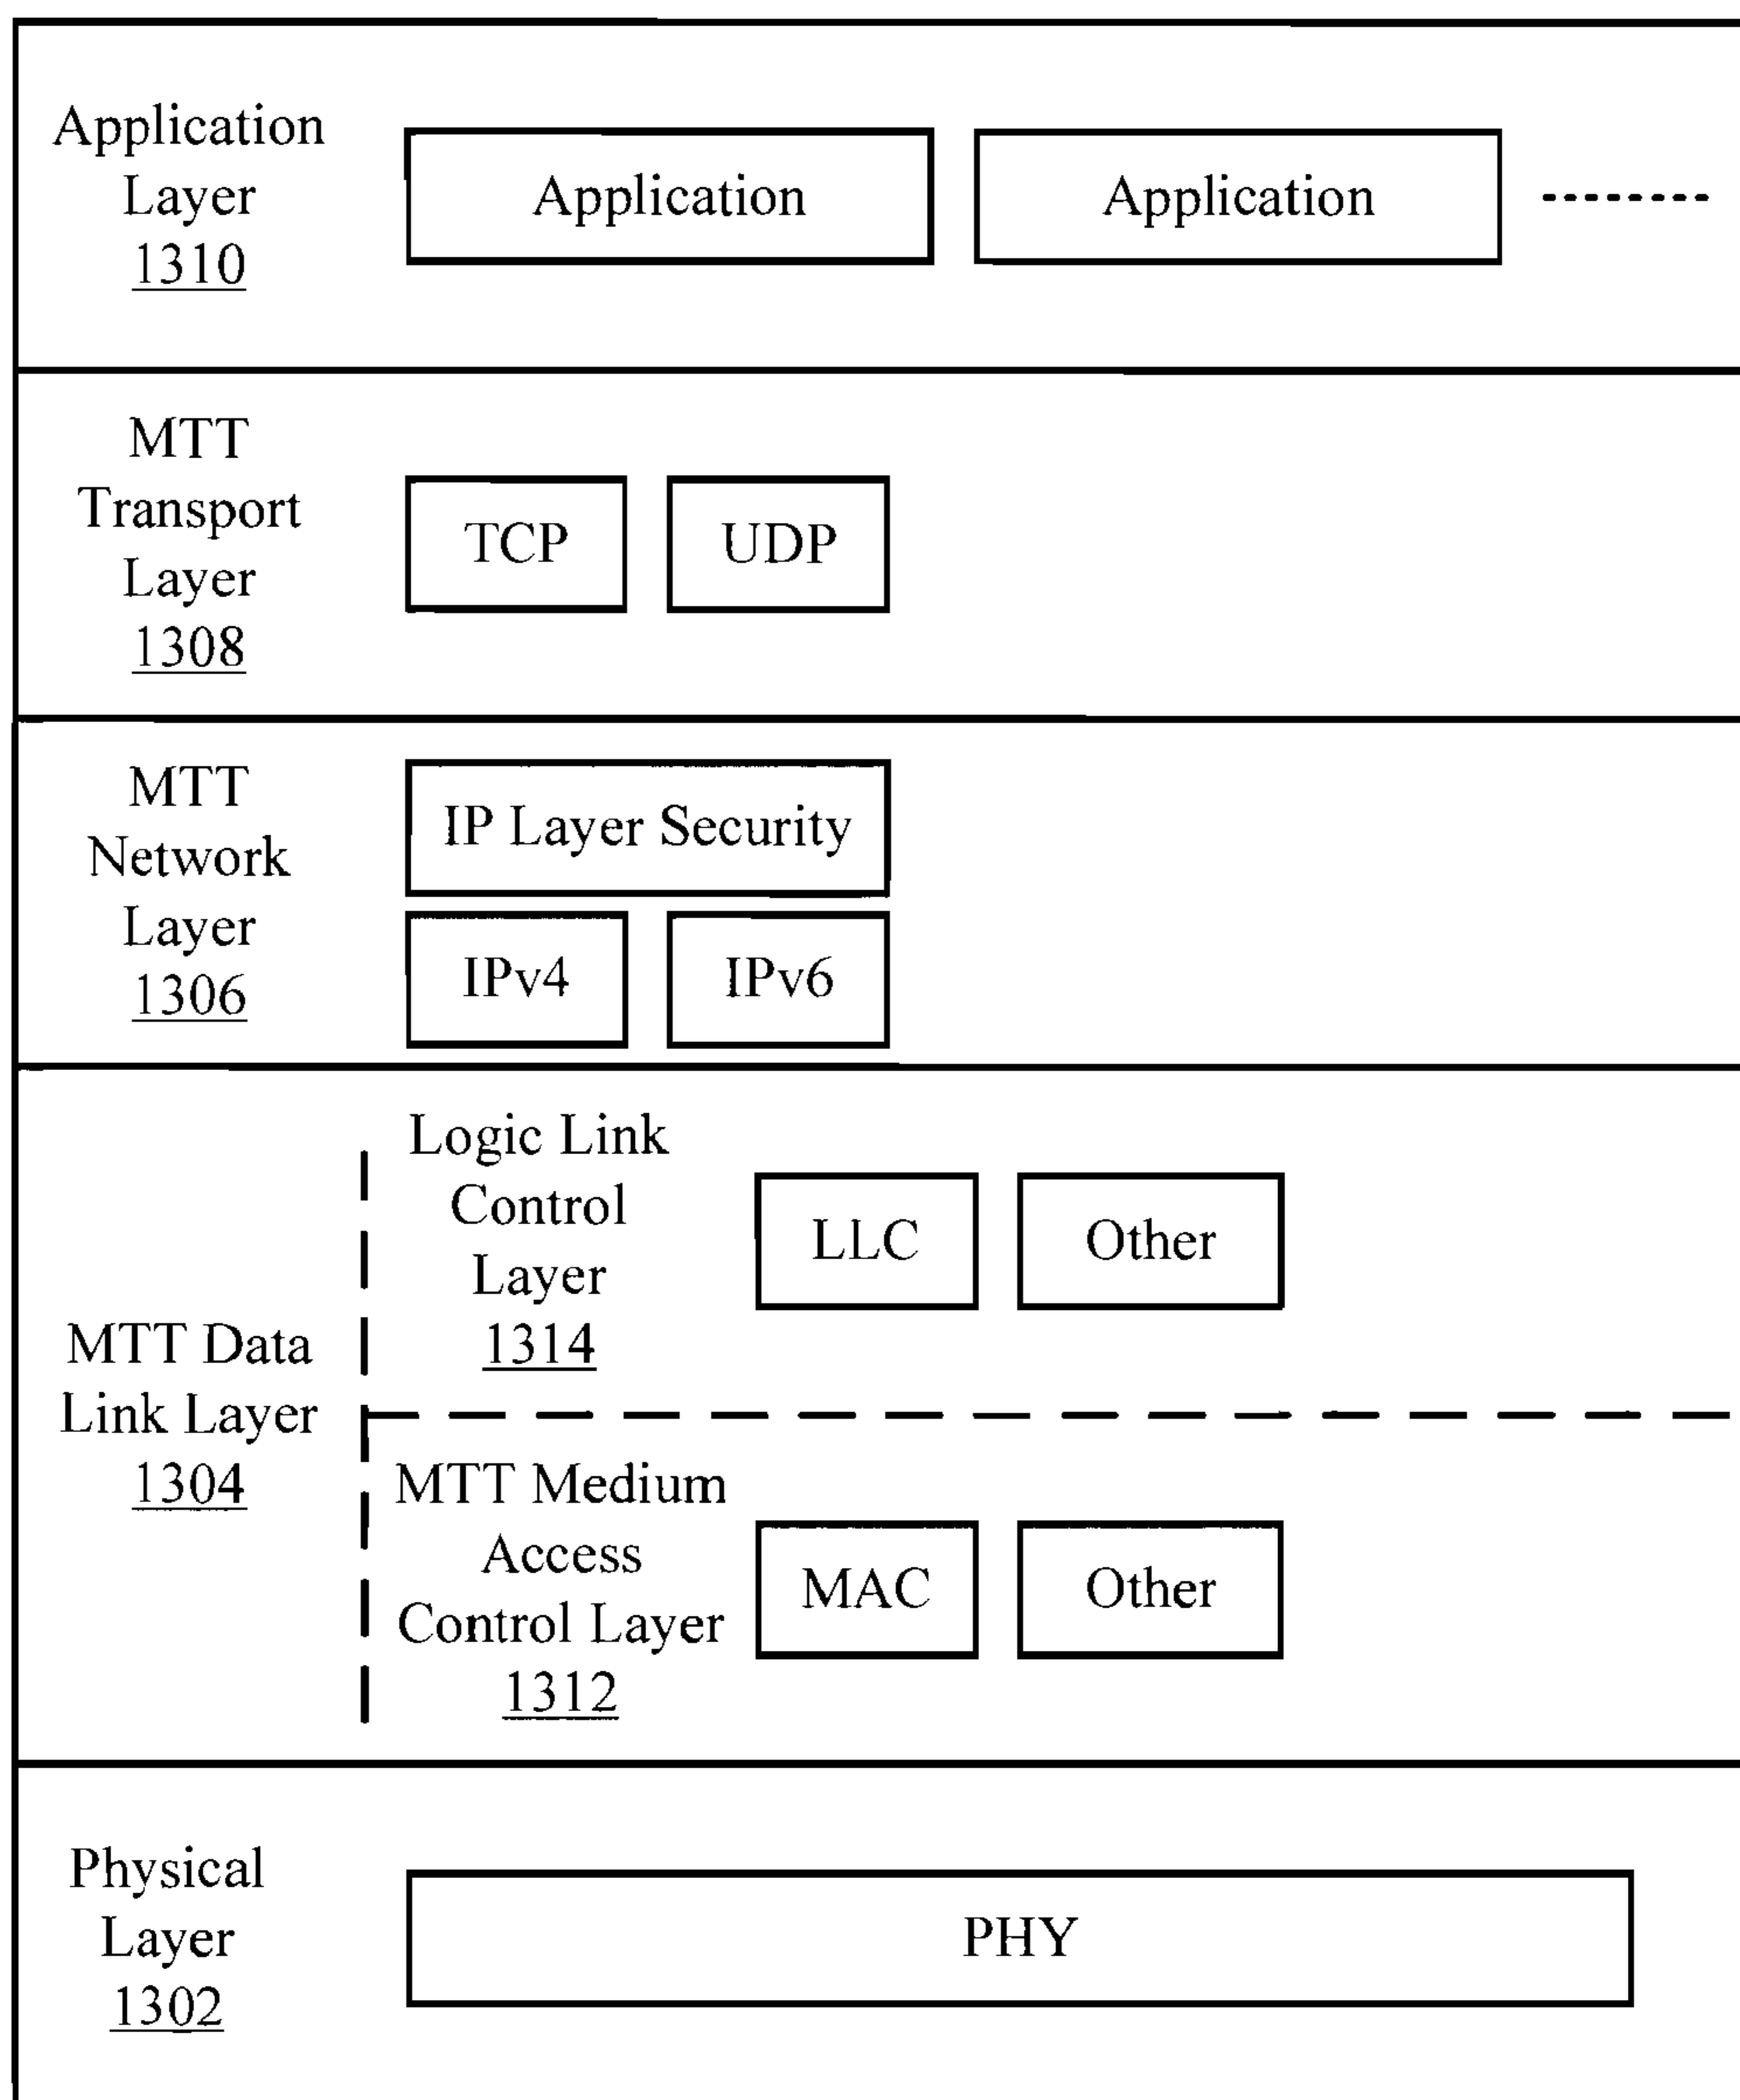 Application
Layer
1310
Application
Application
MTT
Transport
Layer
1308
TCP
UDP
MTT
Network
Layer
1306
IP Layer Security
IPv4
IPv6
MTT Data
Link Layer
1304
Logic Link
Control
Layer
1314
LLC
Other
MTT Medium
Access
Control Layer
1312
MAC
Other
Physical
Layer
1302
PHY